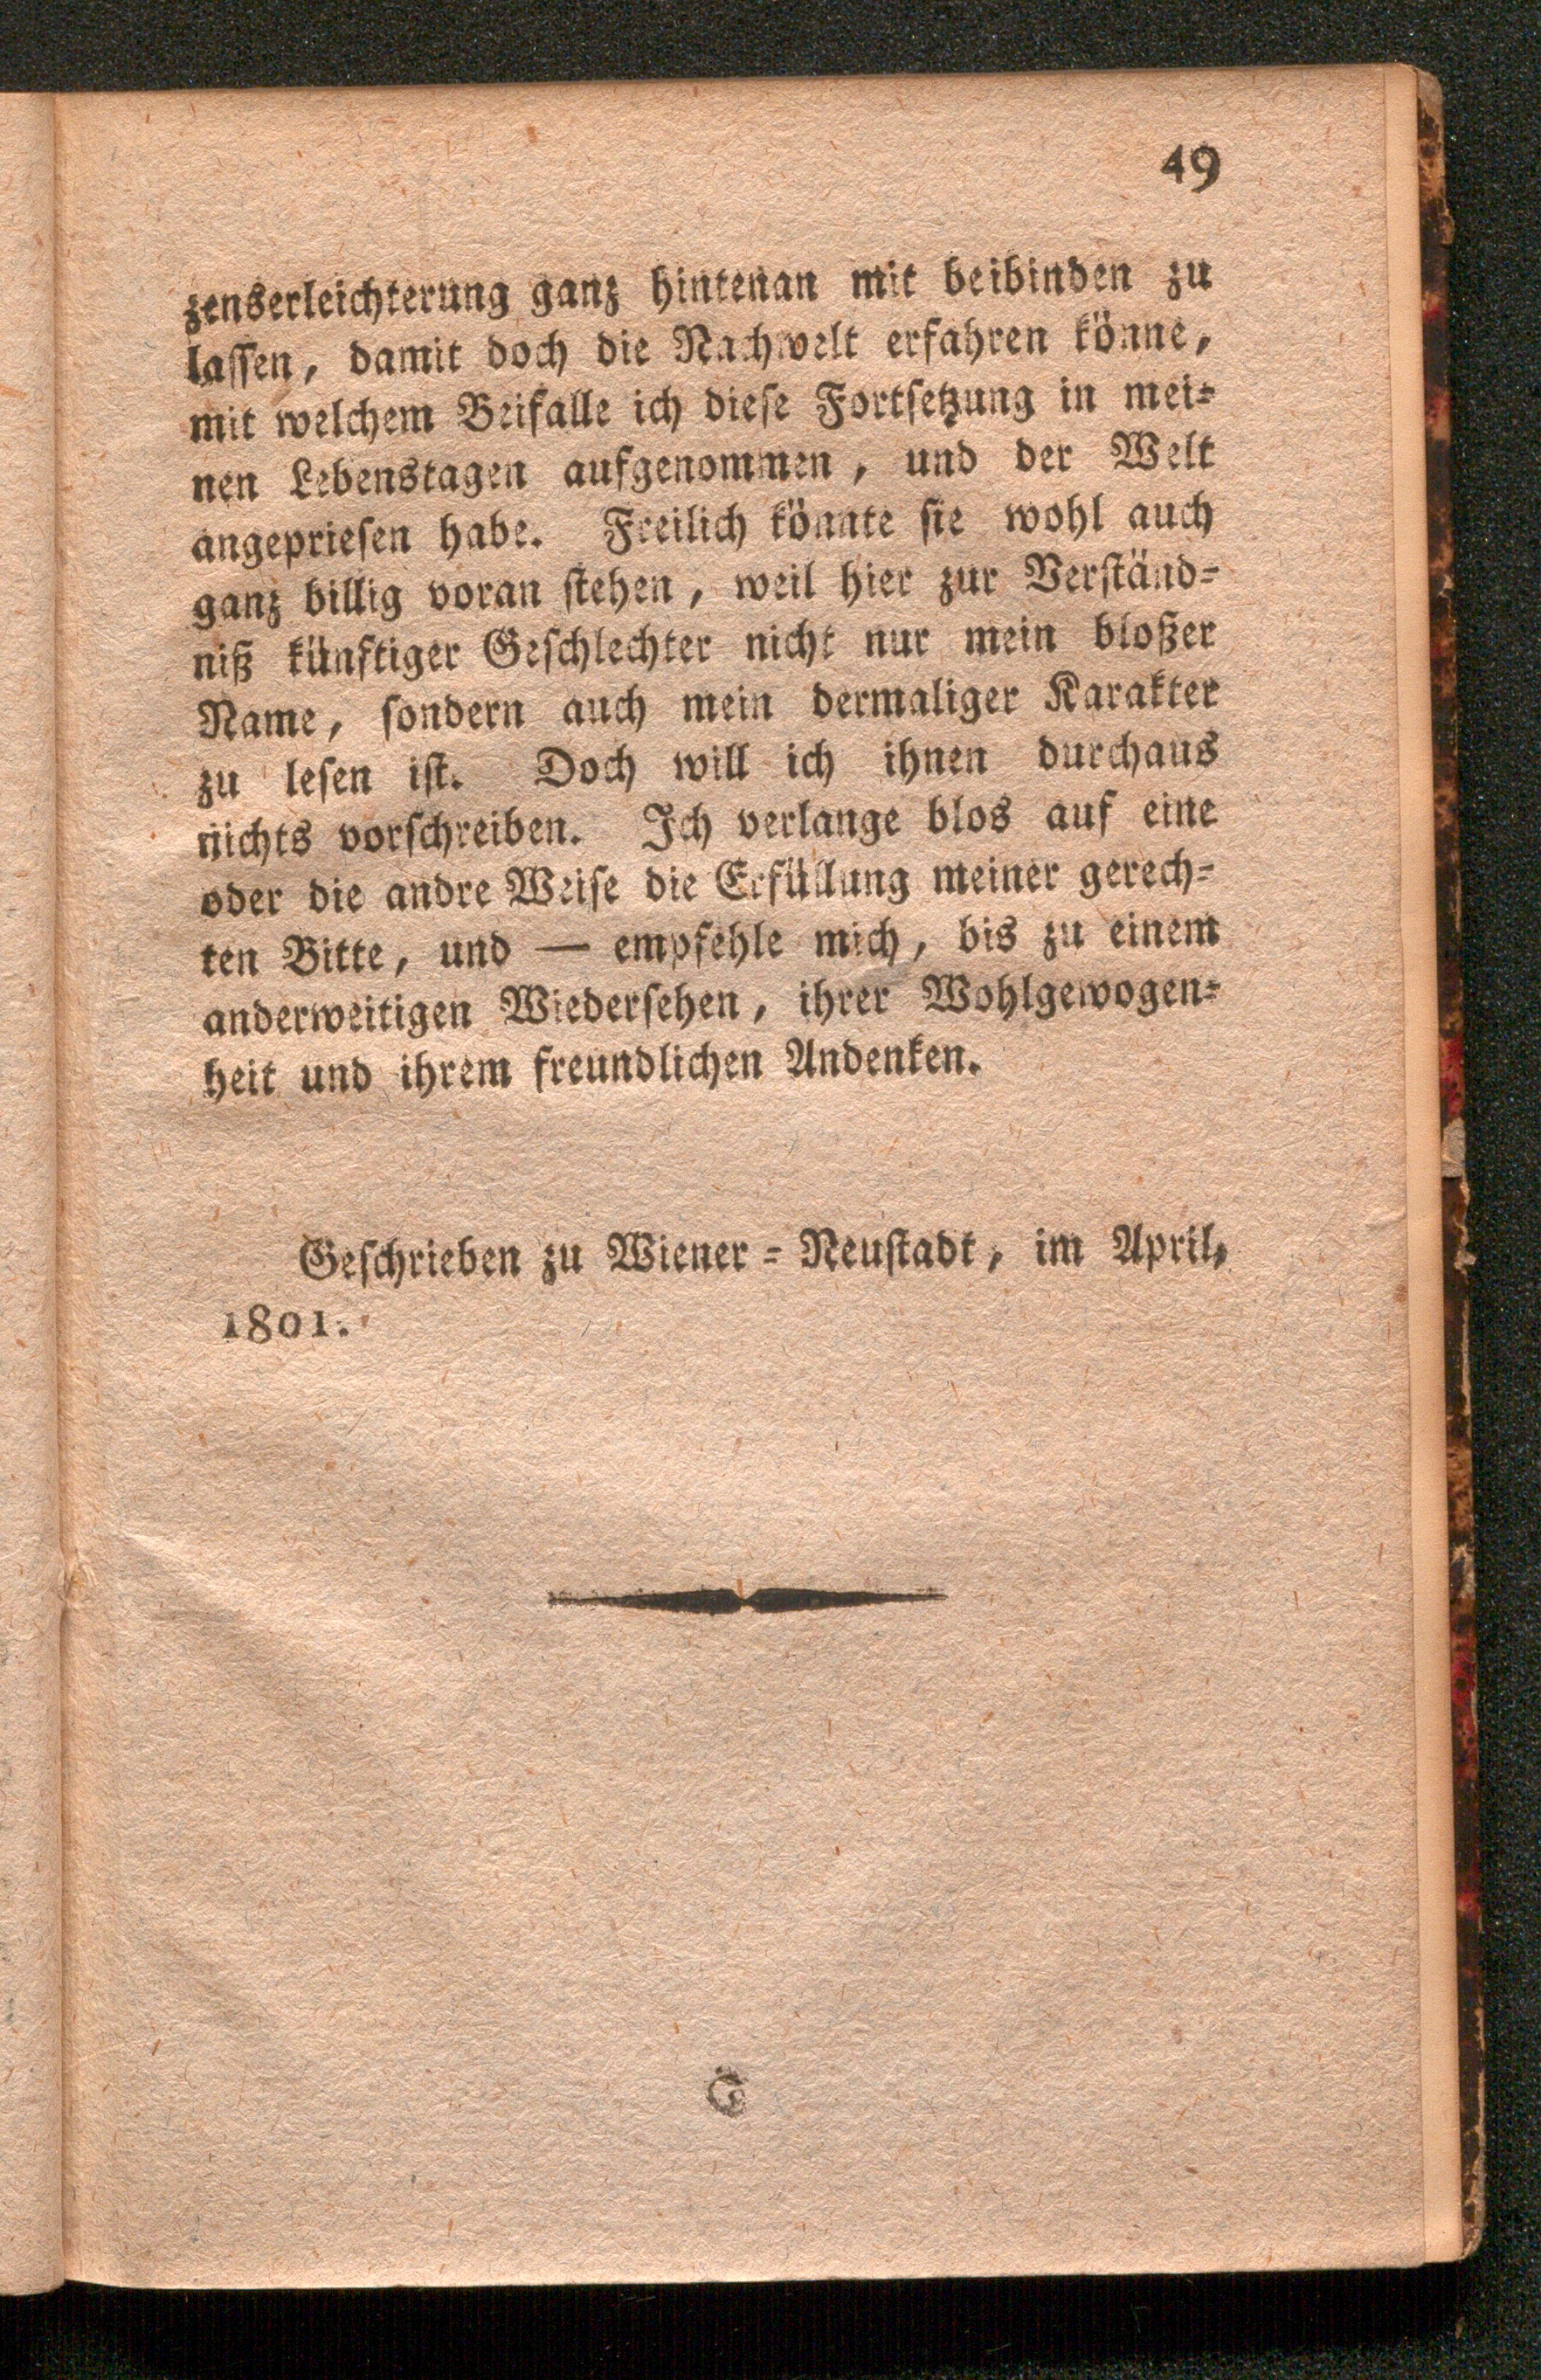 49
zenserleichterung ganz hintenan mit beibinden zu
lassen, damit doch die Nachwelt erfahren könne,
mit welchem Beifalle ich diese Fortsetzung in mei=
nen Lebenstagen aufgenommen, und der Welt
angepriesen habe. Freilich könnte sie wohl auch
ganz billig voran stehen, weil hier zur Verständ=
niß künftiger Geschlechter nicht nur mein bloßer
Name, sondern auch mein dermaliger Karakter
zu lesen ist. Doch will ich ihnen durchaus
nichts vorschreiben. Ich verlange blos auf eine
oder die andre Weise die Erfüllung meiner gerech=
ten Bitte, und — empfehle mich, bis zu einem
anderweitigen Wiedersehen, ihrer Wohlgewogen=
heit und ihrem freundlichen Andenken.
Geschrieben zu Wiener=Neustadt, im April,
1801.